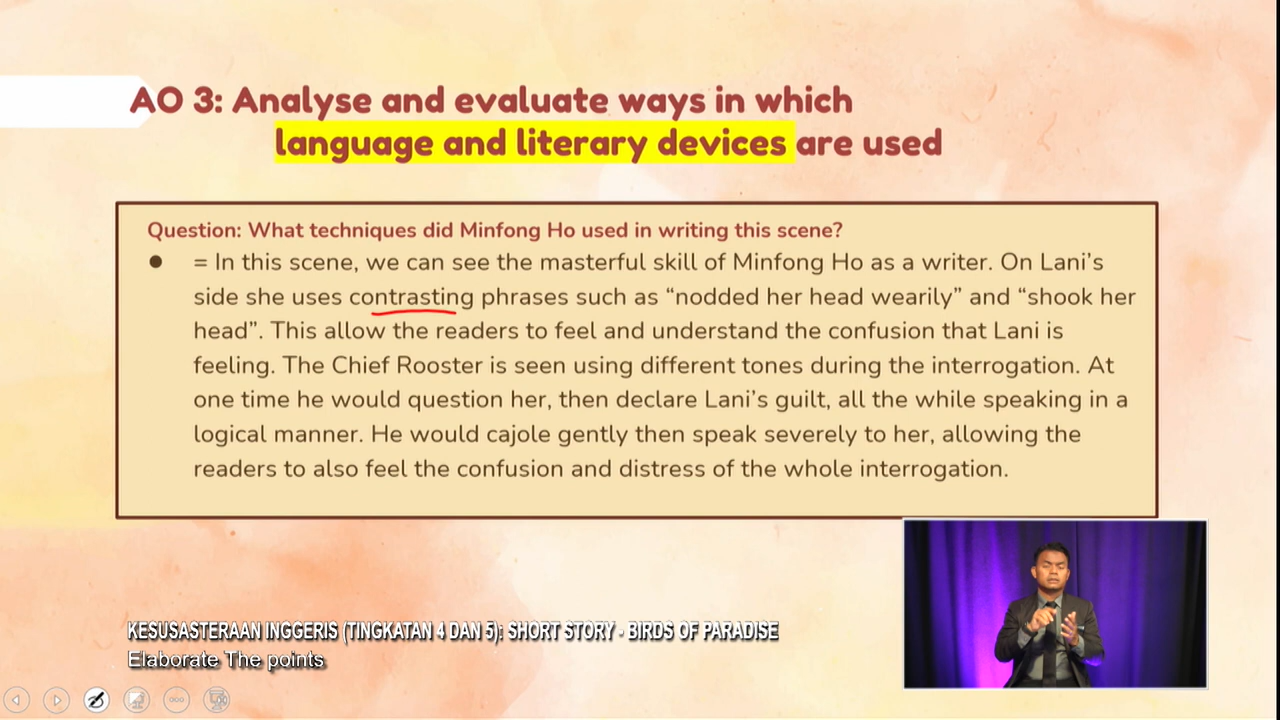 AO 3: Analyse and evaluate ways in which
language and literary devices are used
Question: What techniques did Minfong Ho used in writing this scene?
● = In this scene, we can see the masterful skill of Minfong Ho as a writer. On Lani’s
side she uses contrasting phrases such as “nodded her head wearily” and “shook her
head”. This allow the readers to feel and understand the confusion that Lani is
feeling. The Chief Rooster is seen using different tones during the interrogation. At
one time he would question her, then declare Lani’s guilt, all the while speaking in a
logical manner. He would cajole gently then speak severely to her, allowing the
readers to also feel the confusion and distress of the whole interrogation.
KESUSASTERAAN INGGERIS (TINGKATAN 4 DAN 5): SHORT STORY - BIRDS OF PARADISE
Elaborate The points